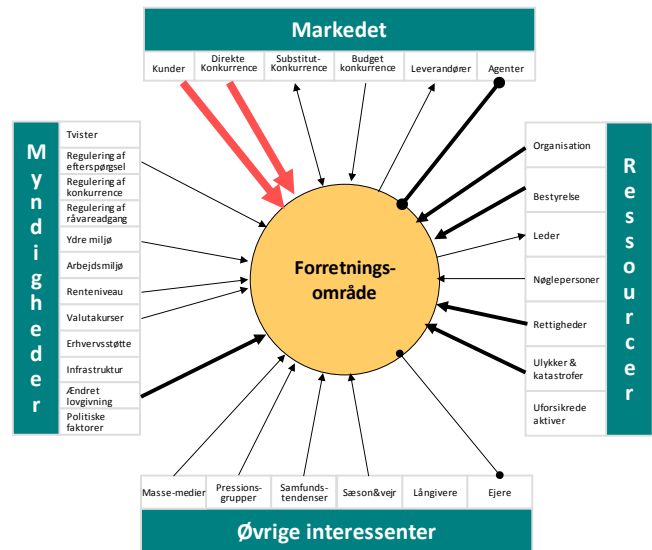 Markedet
Kunder
Direkte
Konkurrence
Substitut-
Konkurrence
Budget
konkurrence
Leverandører
Agenter
Myndigheder
Tvister
Regulering af
efterspørgsel
Regulering af
konkurrence
Regulering af
råvareadgang
Ydre miljø
Arbejdsmiljø
Renteniveau
Valutakurser
Erhvervsstøtte
Infrastruktur
Ændret
lovgivning
Politiske
faktorer
Forretnings-
område
Organisation
Bestyrelse
Leder
Nøglepersoner
Rettigheder
Ulykker &
katastrofer
Uforsikrede
aktiver
Ressourcer
Masse-medier
Pressions-
grupper
Samfunds-
tendenser
Sæson&vejr
Långivere
Ejere
Øvrige interessenter